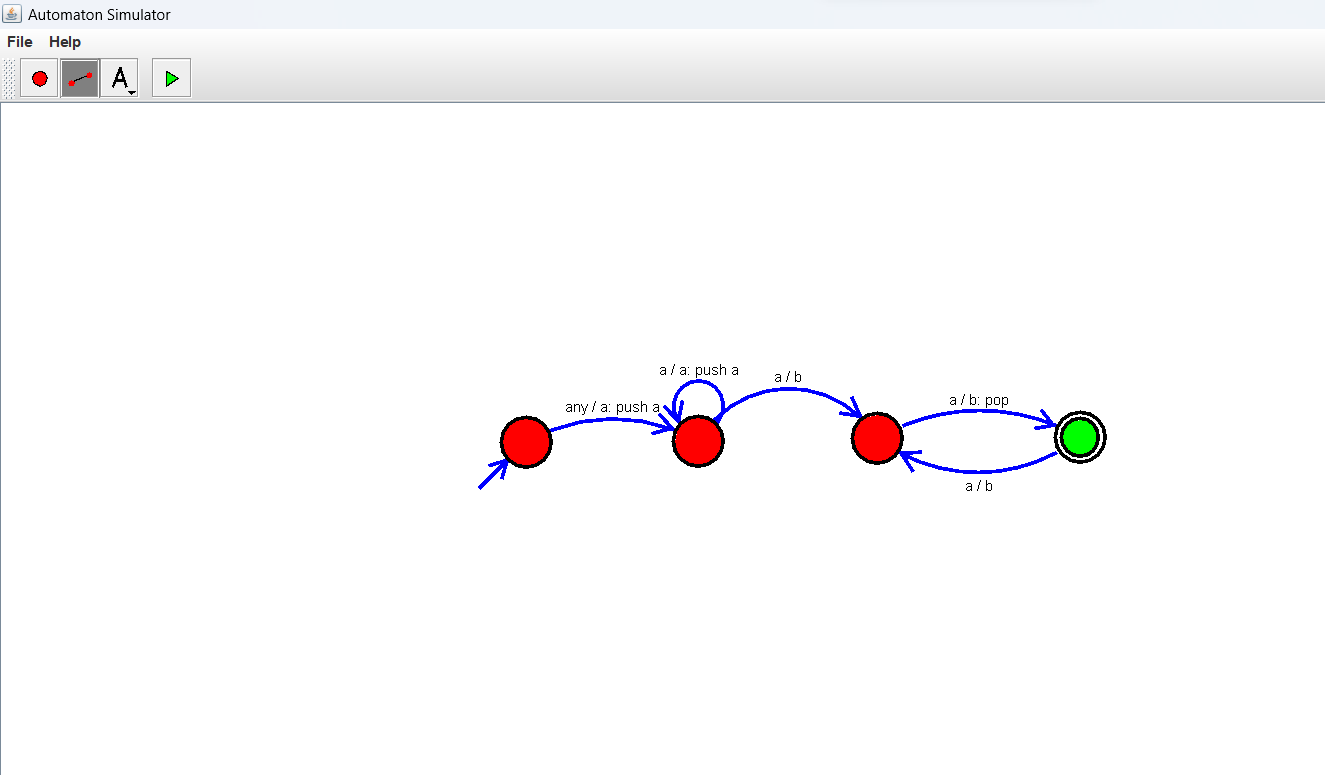 Automaton Simulator
File Help
A
a / a: push a
a / b
any / a: push a
a / b: pop
a / b